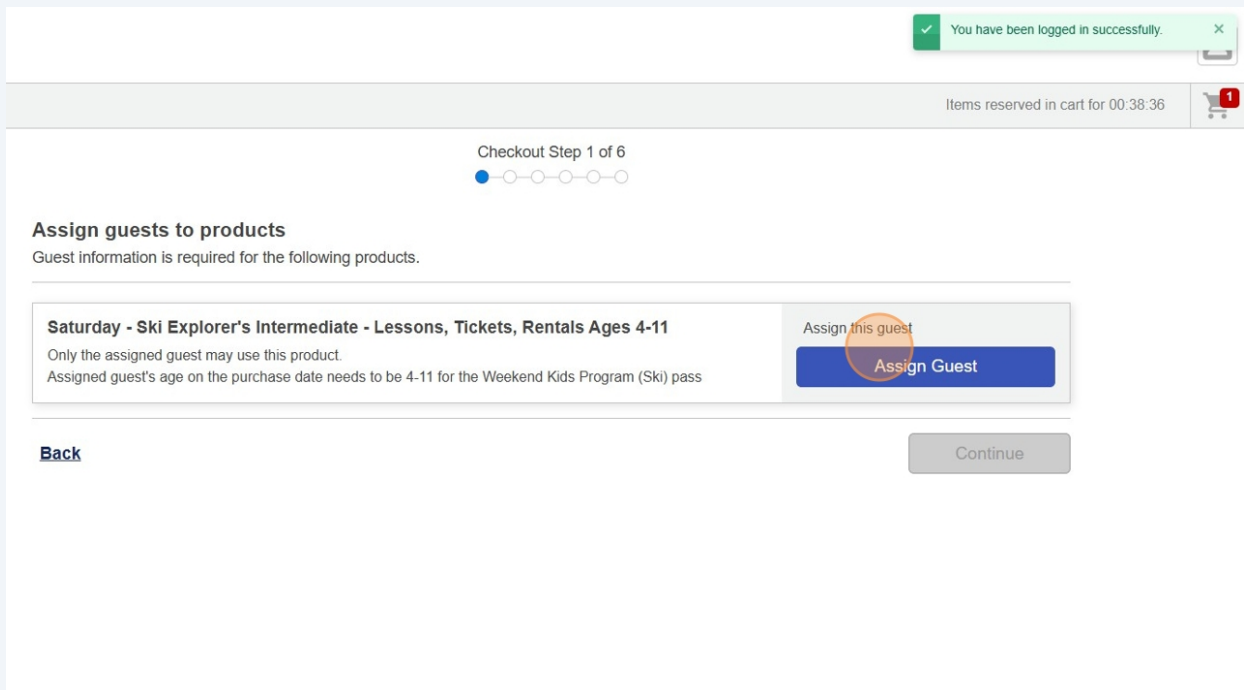 You have been logged in successfully.
Items reserved in cart for 00:38:36
1
Checkout Step 1 of 6
Assign guests to products
Guest information is required for the following products.
Saturday - Ski Explorer's Intermediate - Lessons, Tickets, Rentals Ages 4-11
Only the assigned guest may use this product.
Assigned guest's age on the purchase date needs to be 4-11 for the Weekend Kids Program (Ski) pass
Assign this guest
Assign Guest
Back
Continue